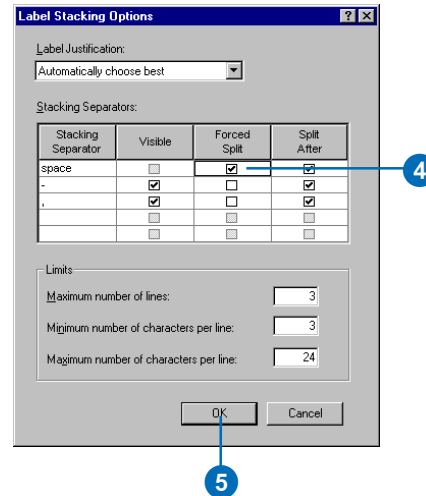 Label Stacking Options
Label Justification:
Automatically choose best
Stacking Separators:
Stacking Separator Visible Forced Split Split After
space
4
-
,
Limits
Maximum number of lines: 3
Minimum number of characters per line: 3
Maximum number of characters per line: 24
OK Cancel
5